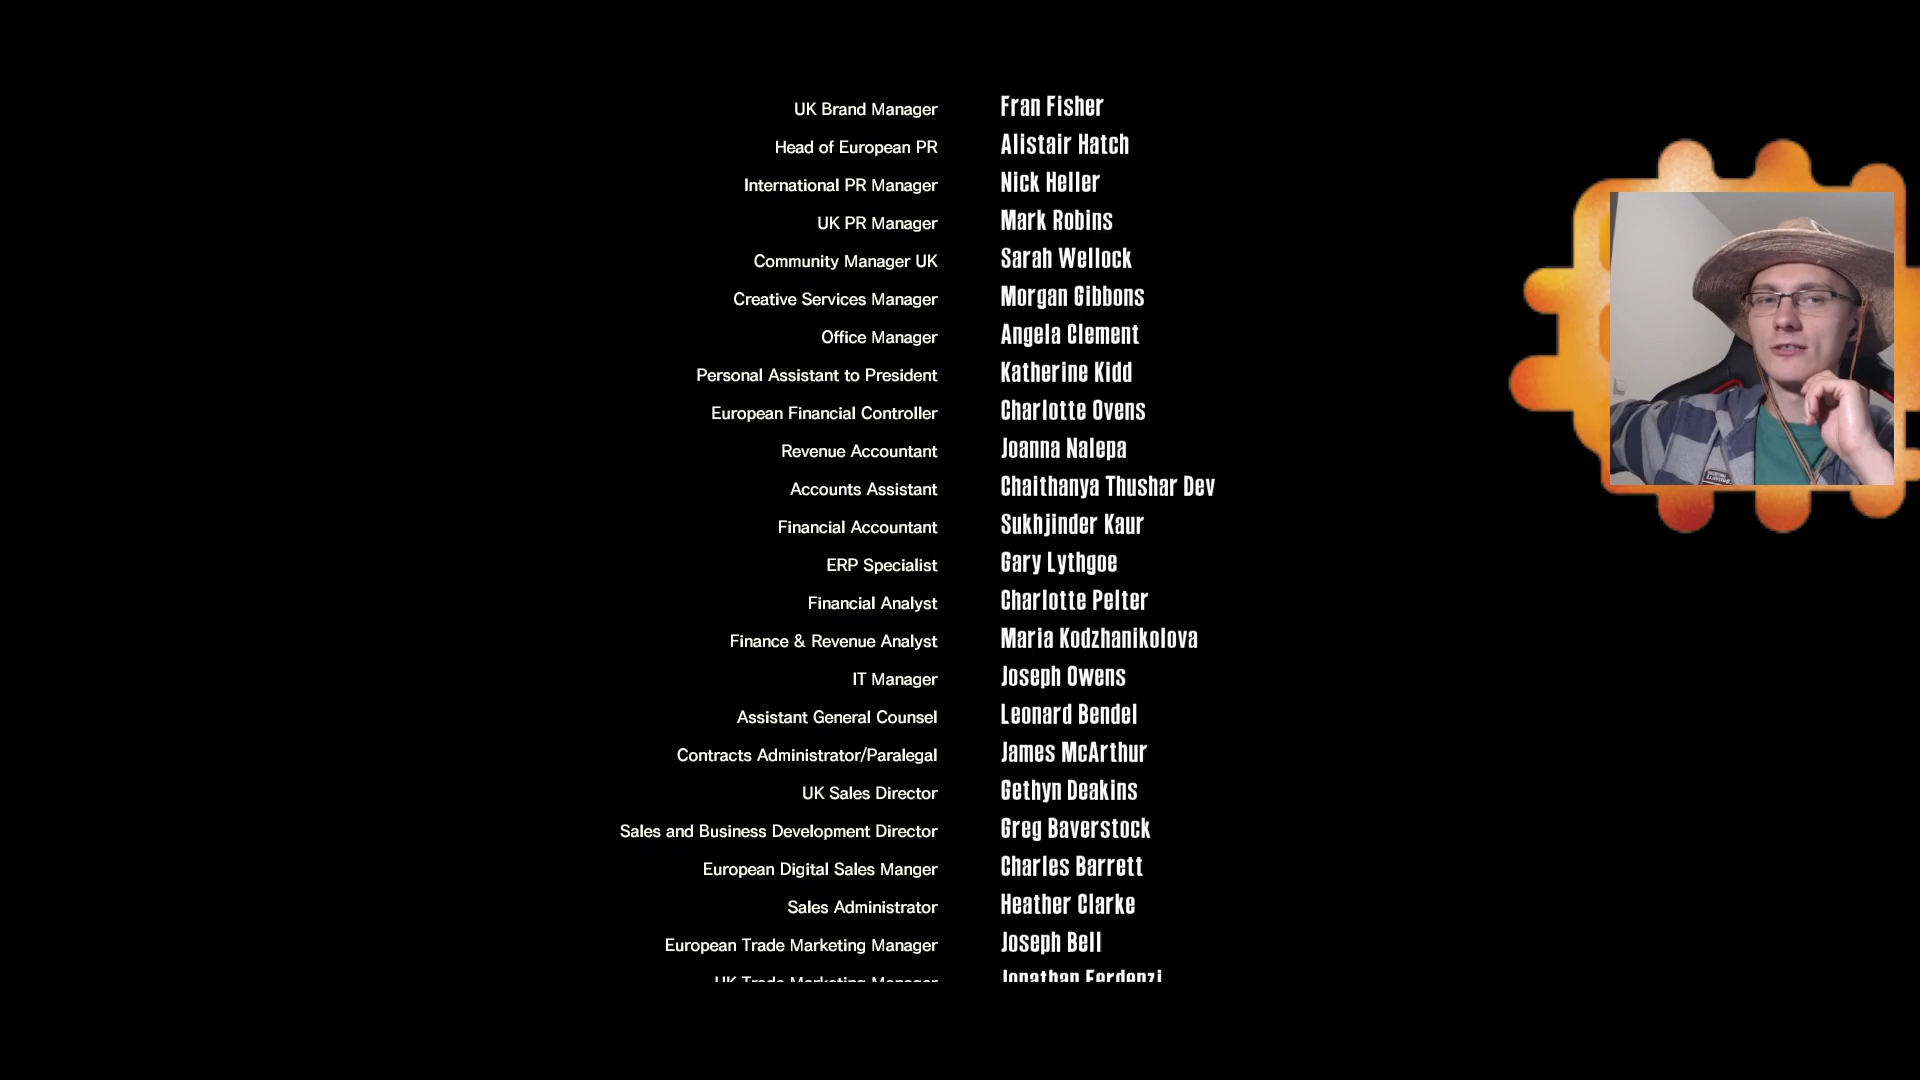 UK Brand Manager Fran Fisher
Head of European PR Alistair Hatch
International PR Manager Nick Heller
UK PR Manager Mark Robins
Community Manager UK Sarah Wellock
Creative Services Manager Morgan Gibbons
Office Manager Angela Clement
Personal Assistant to President Katherine Kidd
European Financial Controller Charlotte Ovens
Revenue Accountant Joanna Nalepa
Accounts Assistant Chaithanya Thushar Dev
Financial Accountant Sukhjinder Kaur
ERP Specialist Gary Lythgoe
Financial Analyst Charlotte Pelter
Finance & Revenue Analyst Maria Kodzhanikolova
IT Manager Joseph Owens
Assistant General Counsel Leonard Bendel
Contracts Administrator/Paralegal James McArthur
UK Sales Director Gethyn Deakins
Sales and Business Development Director Greg Baverstock
European Digital Sales Manger Charles Barrett
Sales Administrator Heather Clarke
European Trade Marketing Manager Joseph Bell
UK Trade Marketing Manager Jonathan Ferdenzi